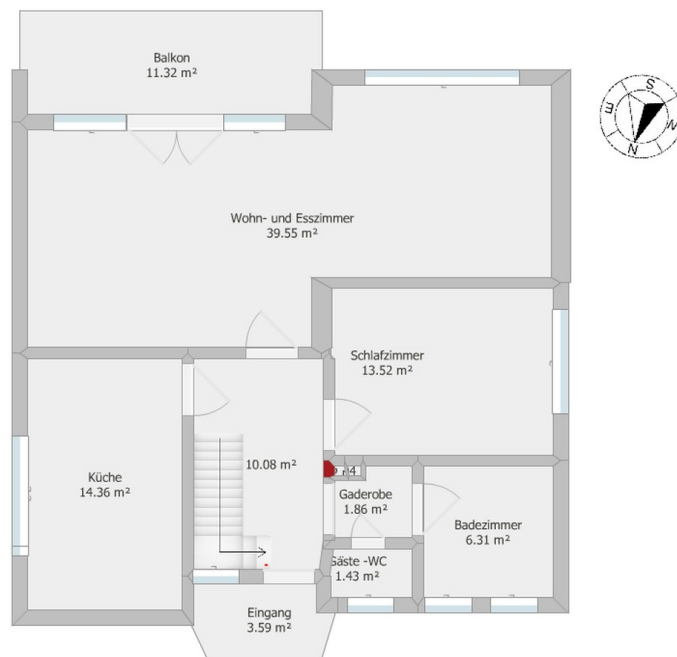 Balkon
11.32 m²
S
E
W
N
Wohn- und Esszimmer
39.55 m²
Schlafzimmer
13.52 m²
10.08 m²
Küche
14.36 m²
Gaderobe
1.86 m²
Badezimmer
6.31 m²
Gäste -WC
1.43 m²
Eingang
3.59 m²